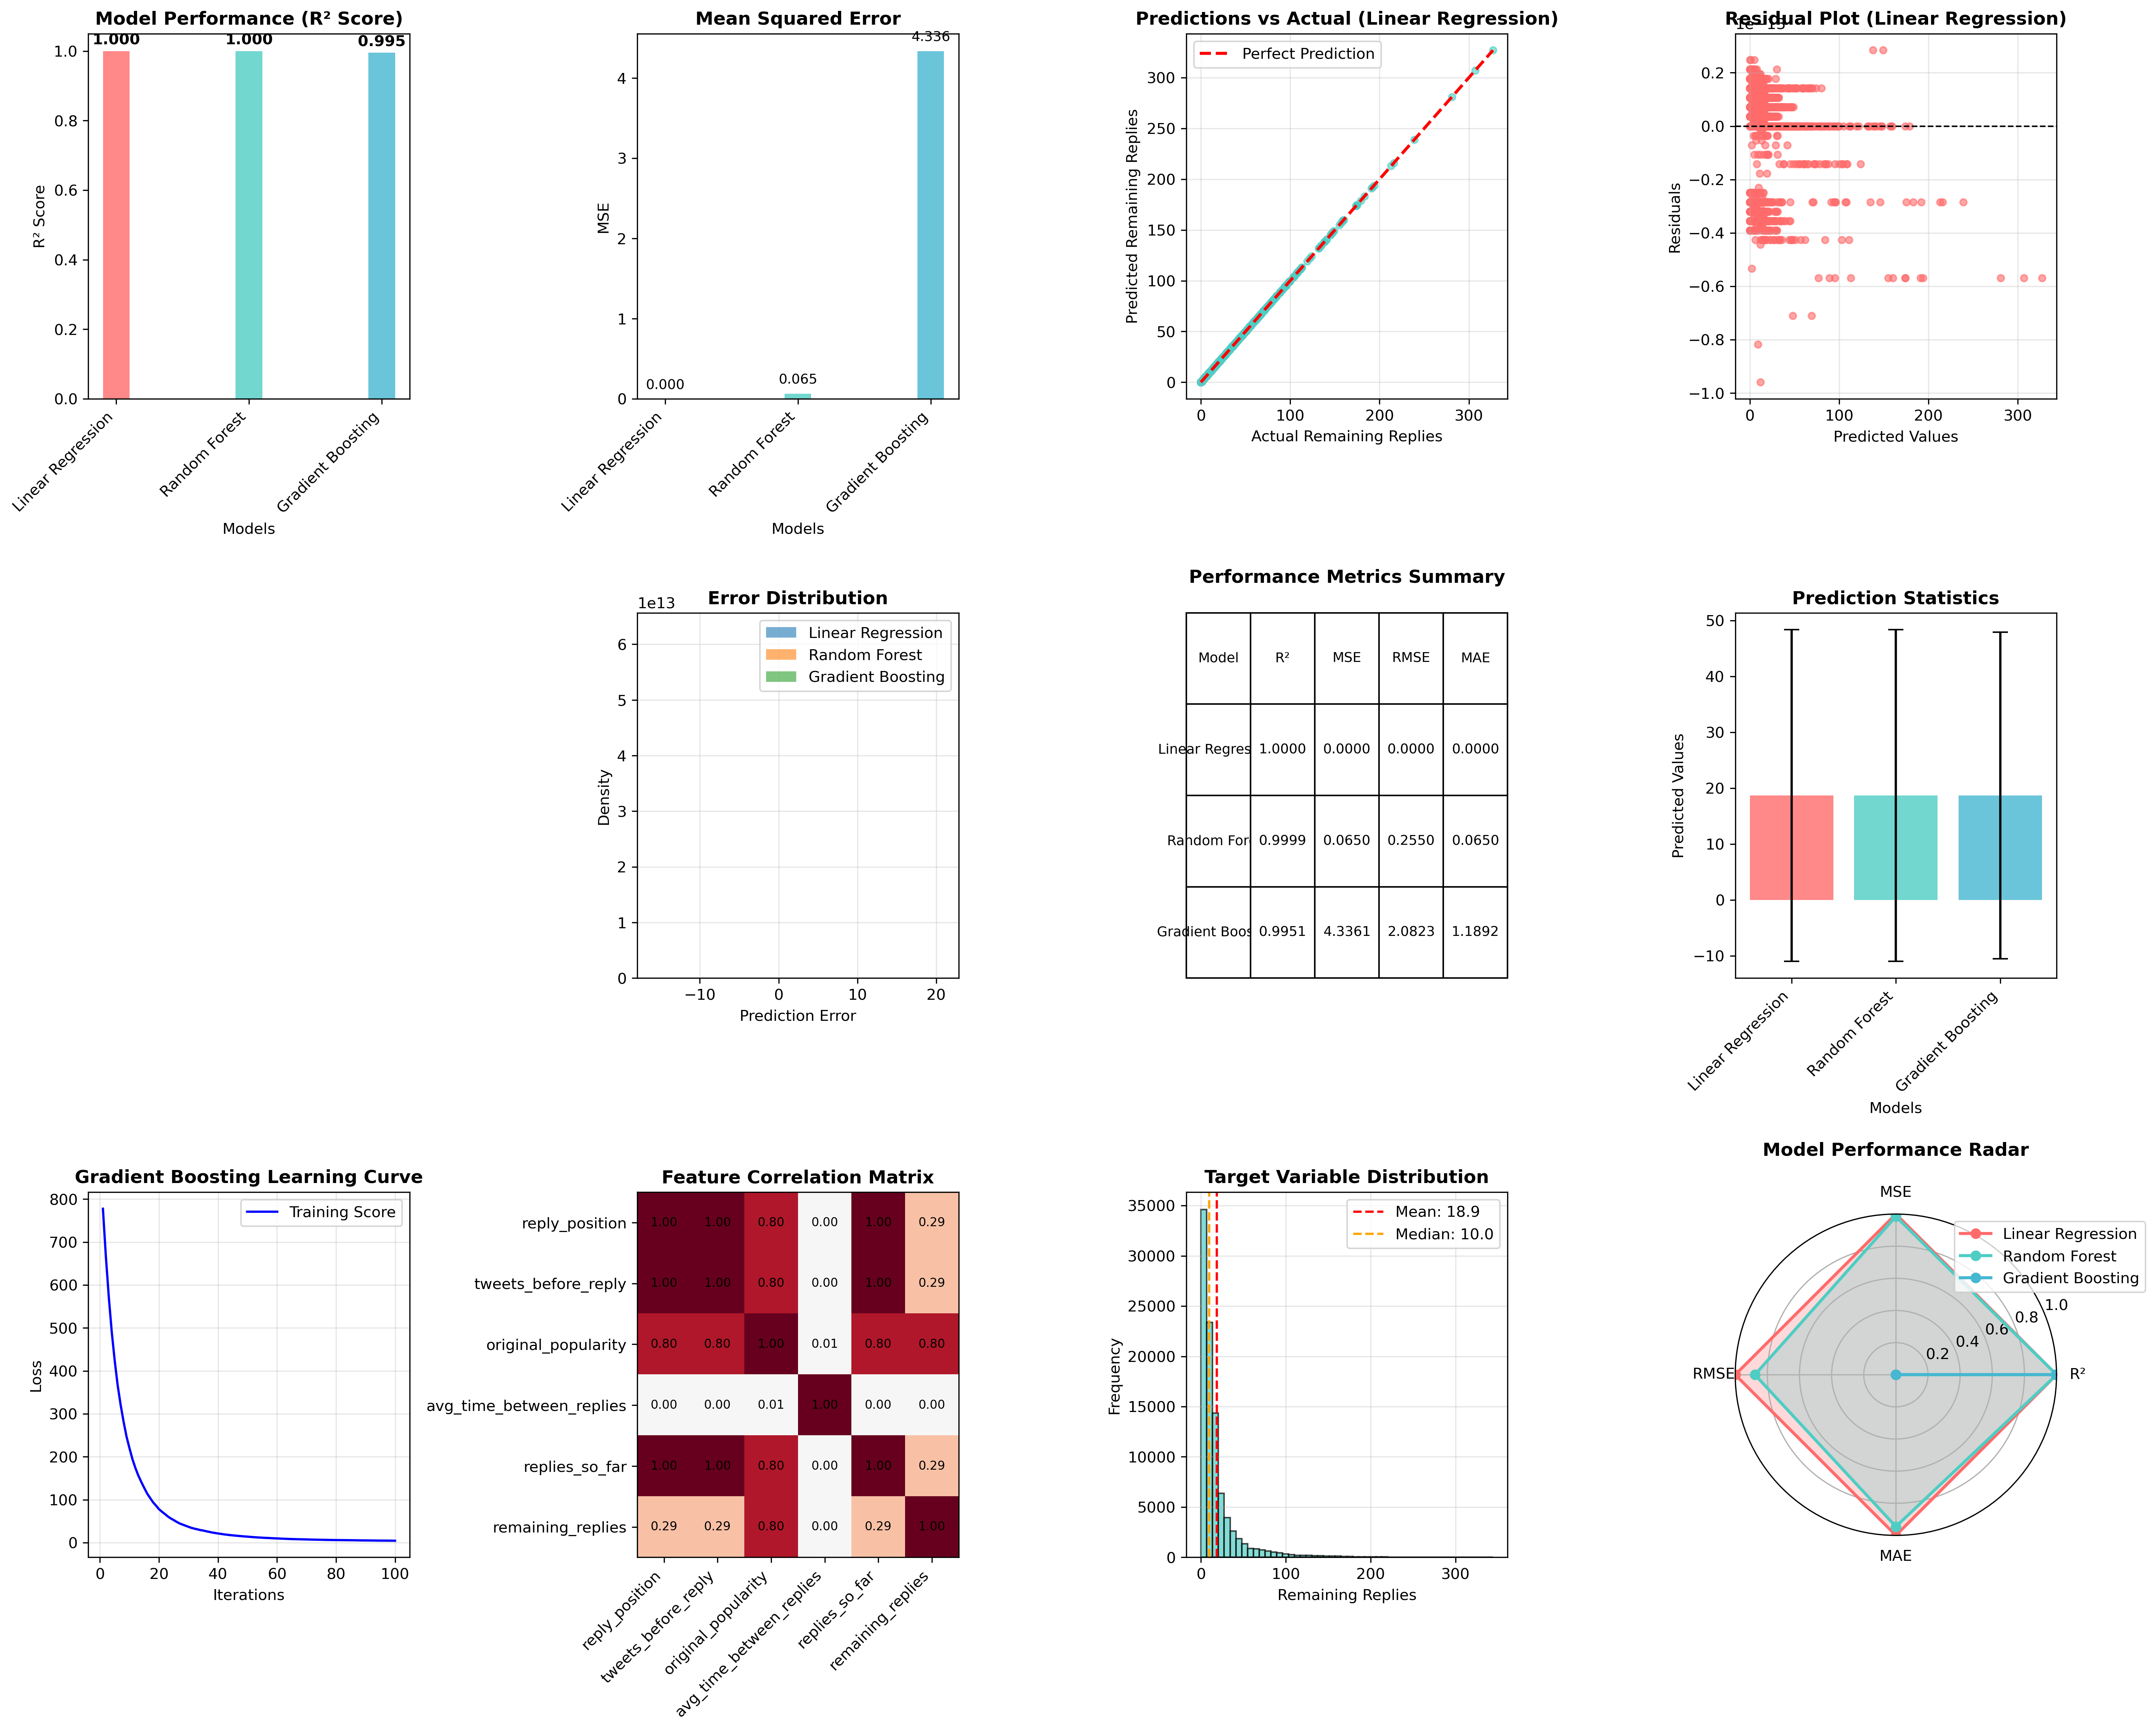 Model Performance (R² Score)
1.000
1.000
0.995
1.0
0.8
0.6
0.4
0.2
0.0
R² Score
Linear Regression
Random Forest
Gradient Boosting
Models
Mean Squared Error
4.336
0.065
0.000
4
3
2
1
0
MSE
Linear Regression
Random Forest
Gradient Boosting
Models
Predictions vs Actual (Linear Regression)
Perfect Prediction
300
250
200
150
100
50
0
Predicted Remaining Replies
0 100 200 300
Actual Remaining Replies
Residual Plot (Linear Regression)
0.2
0.0
−0.2
−0.4
−0.6
−0.8
−1.0
Residuals
0 100 200 300
Predicted Values
Error Distribution
1e13
Linear Regression
Random Forest
Gradient Boosting
6
5
4
3
2
1
0
Density
−10 0 10 20
Prediction Error
Performance Metrics Summary
Model R² MSE RMSE MAE
Linear Regres 1.0000 0.0000 0.0000 0.0000
Random For 0.9999 0.0650 0.2550 0.0650
Gradient Boos 0.9951 4.3361 2.0823 1.1892
Prediction Statistics
50
40
30
20
10
0
−10
Predicted Values
Linear Regression
Random Forest
Gradient Boosting
Models
Gradient Boosting Learning Curve
Training Score
800
700
600
500
400
300
200
100
0
Loss
0 20 40 60 80 100
Iterations
Feature Correlation Matrix
reply_position 1.00 1.00 0.80 0.00 1.00 0.29
tweets_before_reply 1.00 1.00 0.80 0.00 1.00 0.29
original_popularity 0.80 0.80 1.00 0.01 0.80 0.80
avg_time_between_replies 0.00 0.00 0.01 1.00 0.00 0.00
replies_so_far 1.00 1.00 0.80 0.00 1.00 0.29
remaining_replies 0.29 0.29 0.80 0.00 0.29 1.00
reply_position
tweets_before_reply
original_popularity
avg_time_between_replies
replies_so_far
remaining_replies
Target Variable Distribution
Mean: 18.9
Median: 10.0
35000
30000
25000
20000
15000
10000
5000
0
Frequency
0 100 200 300
Remaining Replies
Model Performance Radar
MSE
Linear Regression
Random Forest
Gradient Boosting
1.0
0.8
0.6
0.4
0.2
RMSE
R²
MAE